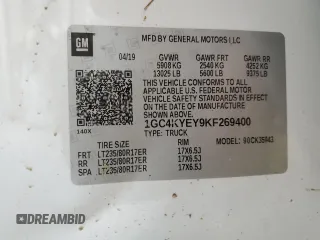 GM
MFD BY GENERAL MOTORS LLC
04/19 GVWR GAWR FRT GAWR RR
5908 KG 2540 KG 4252 KG
13025 LB 5600 LB 9375 LB
THIS VEHICLE CONFORMS TO ALL
APPLICABLE U.S. FEDERAL MOTOR
VEHICLE SAFETY
IN EFFECT ON THE DATE OF MANUFACTURE
SHOWN ABOVE.
1GC4KYEY9KF269400
140X
TYPE: TRUCK MODEL:
TIRE SIZE RIM
FRT LT235/80R17ER 17X6.5J
RR LT235/80R17ER 17X6.5J
SPA LT235/80R17ER 17X6.5J
© AUTOBIDMASTER